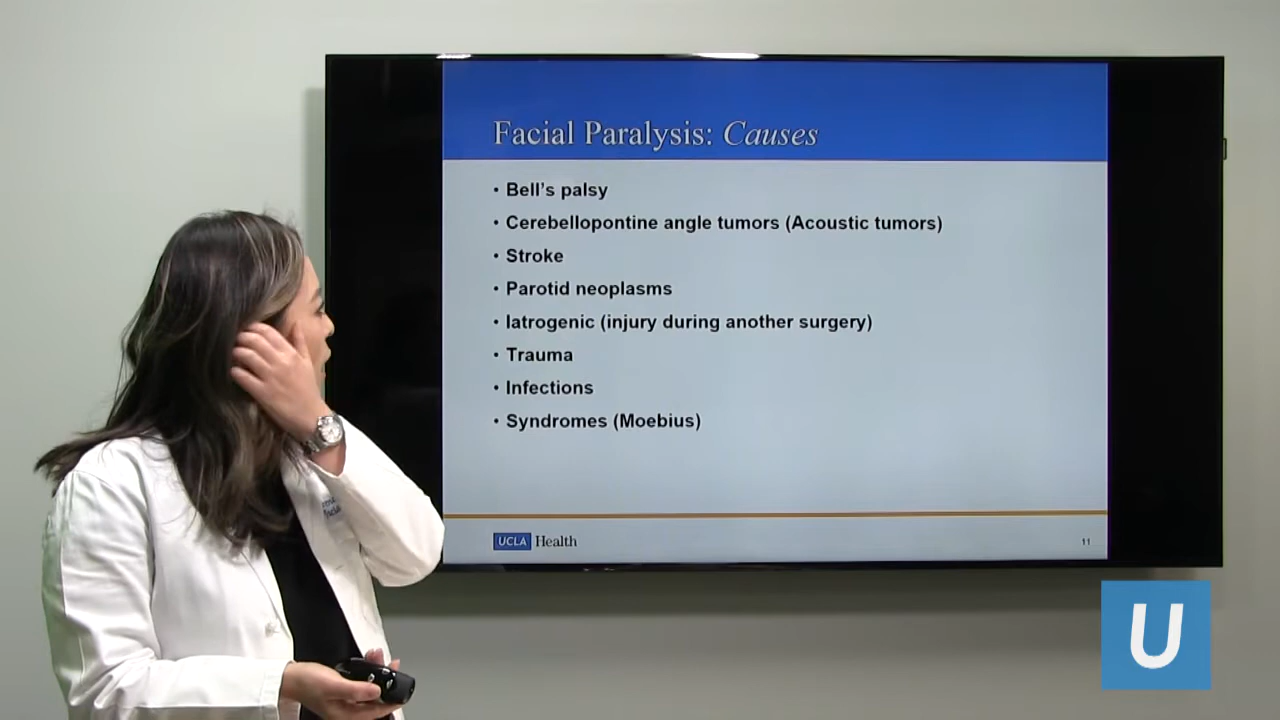 Facial Paralysis: Causes
• Bell's palsy
• Cerebellopontine angle tumors (Acoustic tumors)
• Stroke
• Parotid neoplasms
• Iatrogenic (injury during another surgery)
• Trauma
• Infections
• Syndromes (Moebius)
UCLA Health
11
U